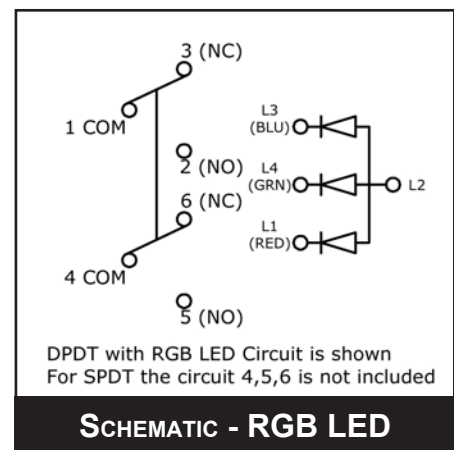 3 (NC)
1 COM
2 (NO)
6 (NC)
4 COM
5 (NO)
L3
(BLU)
L4
(GRN)
L2
L1
(RED)
DPDT with RGB LED Circuit is shown
For SPDT the circuit 4,5,6 is not included
SCHEMATIC - RGB LED